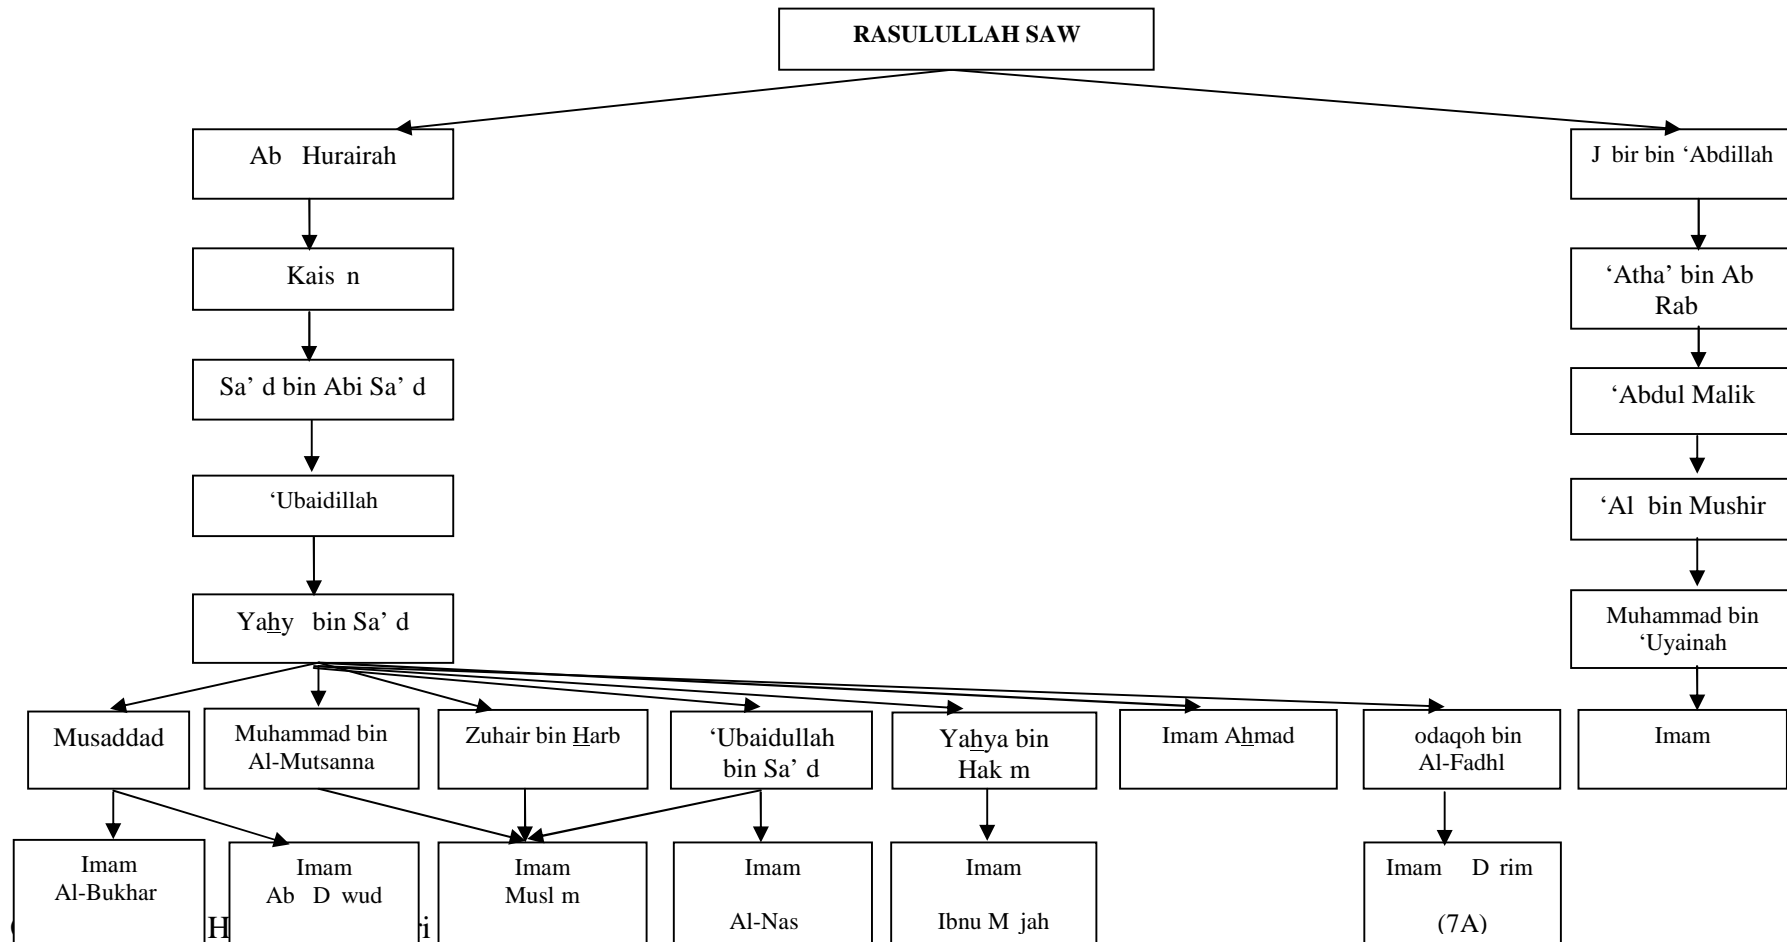 RASULULLAH SAW
Ab Hurairah
J bir bin ‘Abdillah
Kais n
‘Atha’ bin Ab
Rab
Sa’ d bin Abi Sa’ d
‘Abdul Malik
‘Ubaidillah
‘Al bin Mushir
Yahy bin Sa’ d
Muhammad bin
‘Uyainah
Musaddad
Muhammad bin
Al-Mutsanna
Zuhair bin Harb
‘Ubaidullah
bin Sa’ d
Yahya bin
Hak m
Imam Ahmad
odaqoh bin
Al-Fadhl
Imam
Imam
Al-Bukhar
Imam
Ab D wud
Imam
Musl m
Imam
Al-Nas
Imam
Ibnu M jah
Imam D rim
(7A)
H
ri